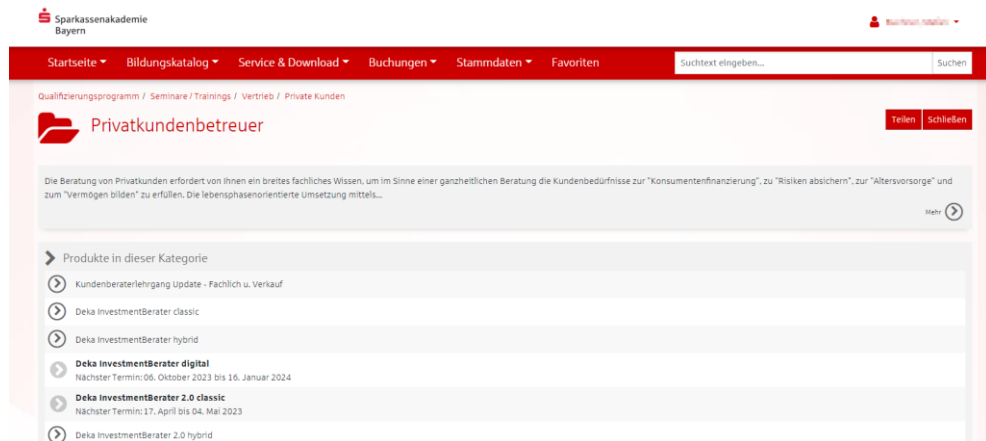 Sparkassenakademie
Bayern
Startseite
Bildungskatalog
Service & Download
Buchungen
Stammdaten
Favoriten
Suchtext eingeben...
Suchen
Qualifizierungsprogramm / Seminare / Trainings / Vertrieb / Private Kunden
Privatkundenbetreuer
Teilen
Schließen
Die Beratung von Privatkunden erfordert von Ihnen ein breites fachliches Wissen, um im Sinne einer ganzheitlichen Beratung die Kundenbedürfnisse zur "Konsumentenfinanzierung", zu "Risiken absichern", zur "Altersvorsorge" und
zum "Vermögen bilden" zu erfüllen. Die lebensphasenorientierte Umsetzung mittels...
Mehr
Produkte in dieser Kategorie
Kundenberaterlehrgang Update - Fachlich u. Verkauf
Deka InvestmentBerater classic
Deka InvestmentBerater hybrid
Deka InvestmentBerater digital
Nächster Termin: 06. Oktober 2023 bis 16. Januar 2024
Deka InvestmentBerater 2.0 classic
Nächster Termin: 17. April bis 04. Mai 2023
Deka InvestmentBerater 2.0 hybrid